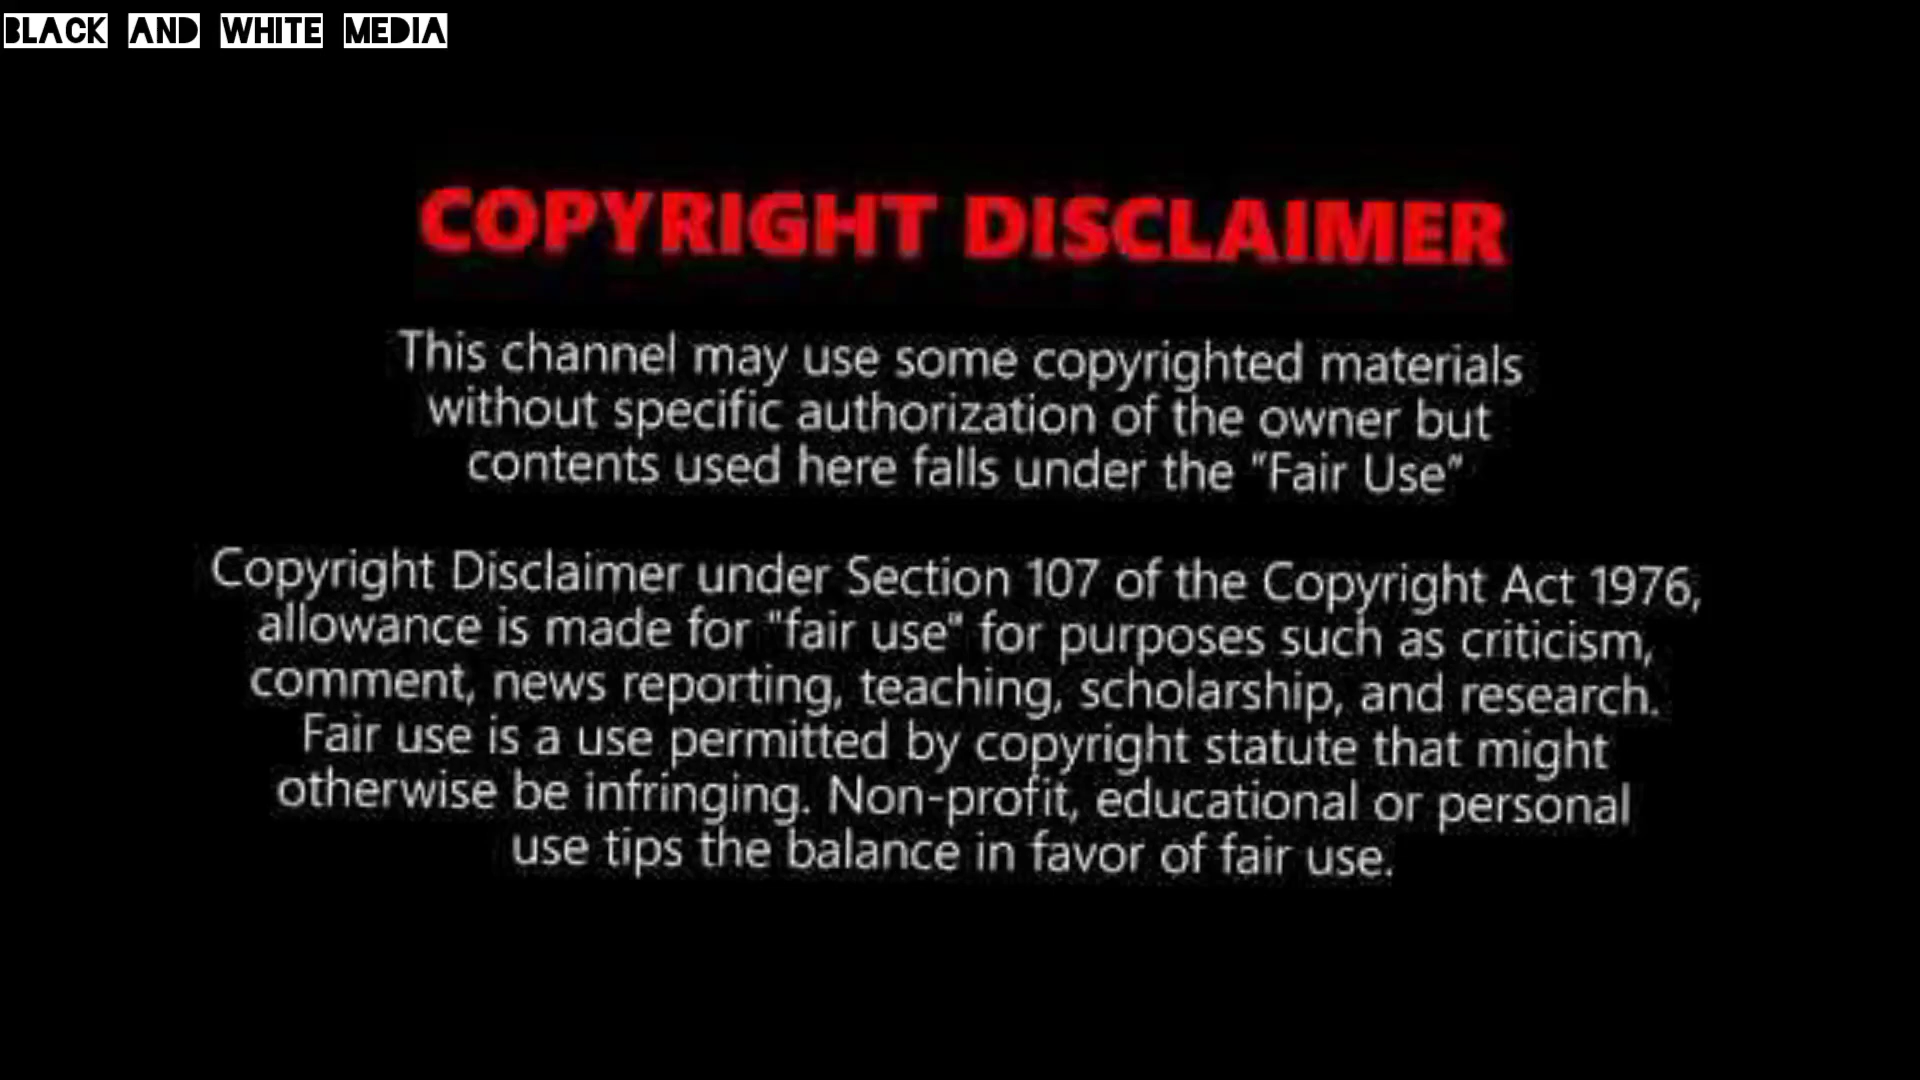 BLACK AND WHITE MEDIA
COPYRIGHT DISCLAIMER
This channel may use some copyrighted materials
without specific authorization of the owner but
contents used here falls under the "Fair Use"
Copyright Disclaimer under Section 107 of the Copyright Act 1976,
allowance is made for "fair use" for purposes such as criticism,
comment, news reporting, teaching, scholarship, and research.
Fair use is a use permitted by copyright statute that might
otherwise be infringing. Non-profit, educational or personal
use tips the balance in favor of fair use.